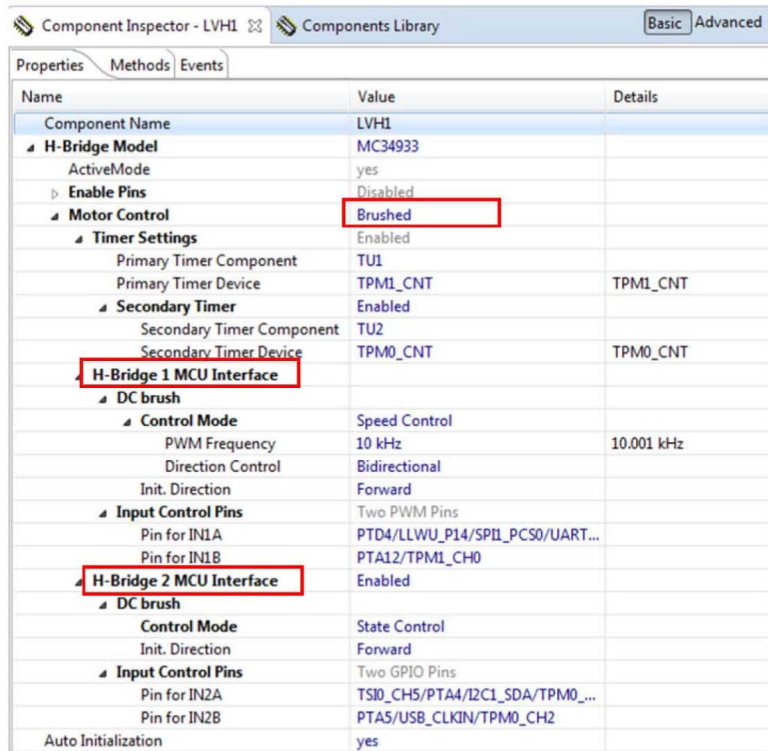 Component Inspector - LVH1 Components Library Basic Advanced
Properties Methods Events
Name Value Details
Component Name LVH1
H-Bridge Model MC34933
ActiveMode yes
Enable Pins Disabled
Motor Control Brushed
Timer Settings Enabled
Primary Timer Component TU1
Primary Timer Device TPM1_CNT TPM1_CNT
Secondary Timer Enabled
Secondary Timer Component TU2
Secondary Timer Device TPM0_CNT TPM0_CNT
H-Bridge 1 MCU Interface
DC brush
Control Mode Speed Control
PWM Frequency 10 kHz 10.001 kHz
Direction Control Bidirectional
Init. Direction Forward
Input Control Pins Two PWM Pins
Pin for IN1A PTD4/LLWU_P14/SPI1_PCS0/UART...
Pin for IN1B PTA12/TPM1_CH0
H-Bridge 2 MCU Interface Enabled
DC brush
Control Mode State Control
Init. Direction Forward
Input Control Pins Two GPIO Pins
Pin for IN2A TSI0_CH5/PTA4/I2C1_SDA/TPM0_...
Pin for IN2B PTA5/USB_CLKIN/TPM0_CH2
Auto Initialization yes